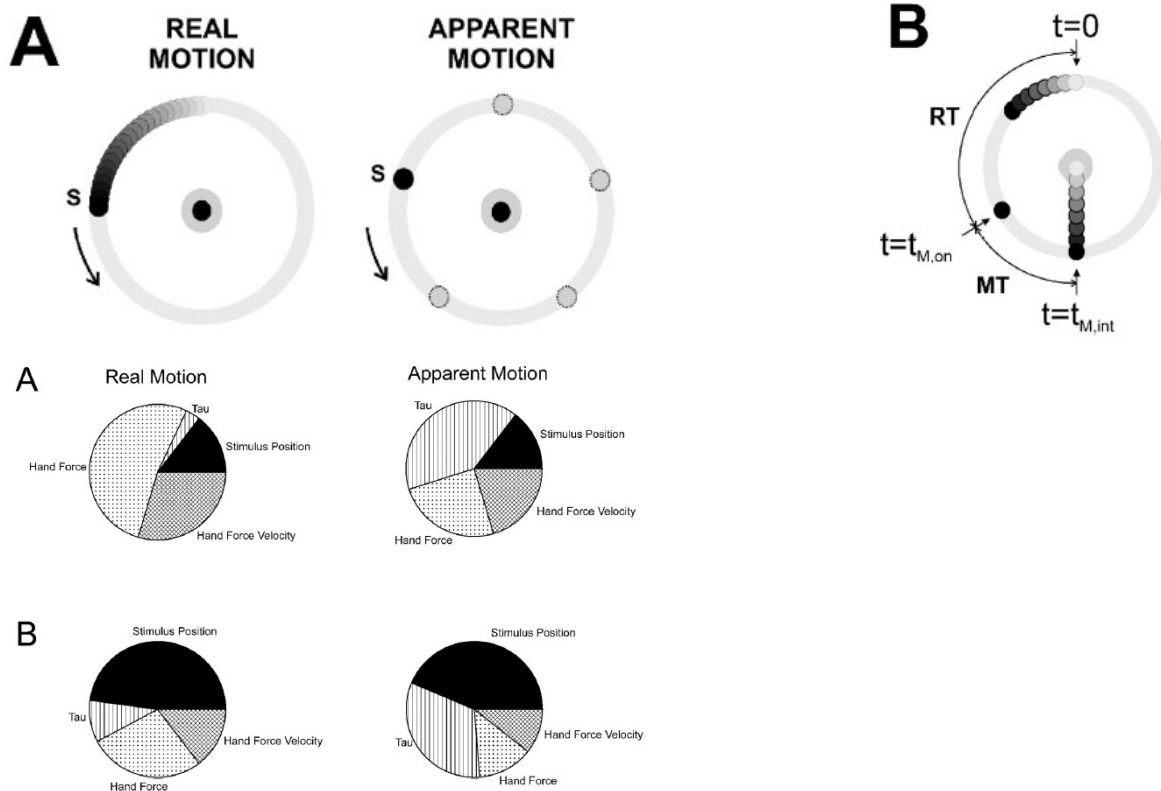 A
REAL
MOTION
APPARENT
MOTION
S
S
B
t=0
RT
t=t_M,on
MT
t=t_M,int
A
Real Motion
Apparent Motion
Tau
Stimulus Position
Hand Force
Hand Force Velocity
Tau
Stimulus Position
Hand Force Velocity
Hand Force
B
Stimulus Position
Tau
Hand Force Velocity
Hand Force
Stimulus Position
Hand Force Velocity
Tau
Hand Force